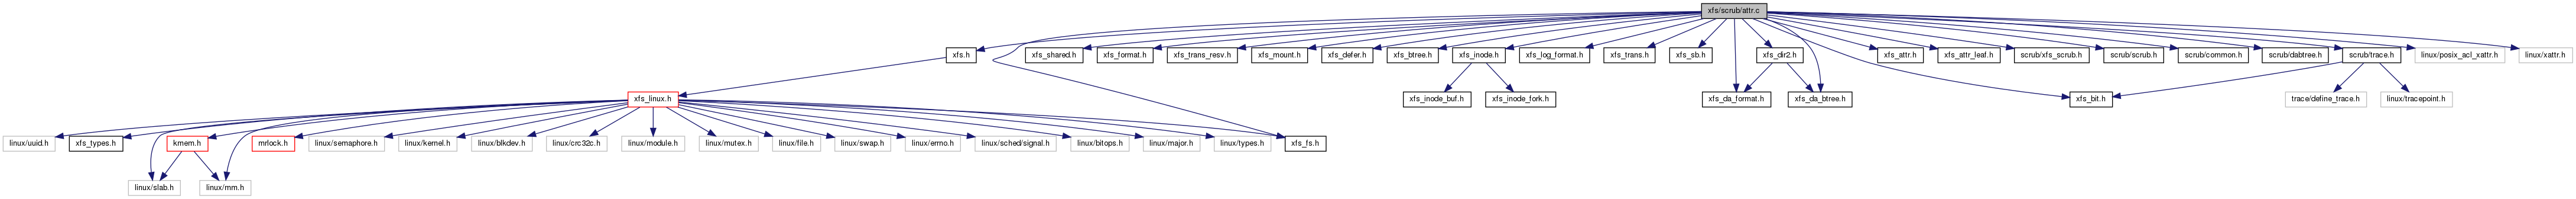 xfs/scrub/attr.c
xfs.h
xfs_shared.h
xfs_format.h
xfs_trans_resv.h
xfs_mount.h
xfs_defer.h
xfs_btree.h
xfs_inode.h
xfs_log_format.h
xfs_trans.h
xfs_sb.h
xfs_dir2.h
xfs_attr.h
xfs_attr_leaf.h
scrub/xfs_scrub.h
scrub/scrub.h
scrub/common.h
scrub/dabtree.h
scrub/trace.h
linux/posix_acl_xattr.h
linux/xattr.h
xfs_linux.h
xfs_inode_buf.h
xfs_inode_fork.h
xfs_da_format.h
xfs_da_btree.h
xfs_bit.h
trace/define_trace.h
linux/tracepoint.h
linux/uuid.h
xfs_types.h
kmem.h
mrlock.h
linux/semaphore.h
linux/kernel.h
linux/blkdev.h
linux/crc32c.h
linux/module.h
linux/mutex.h
linux/file.h
linux/swap.h
linux/errno.h
linux/sched/signal.h
linux/bitops.h
linux/major.h
linux/types.h
xfs_fs.h
linux/slab.h
linux/mm.h